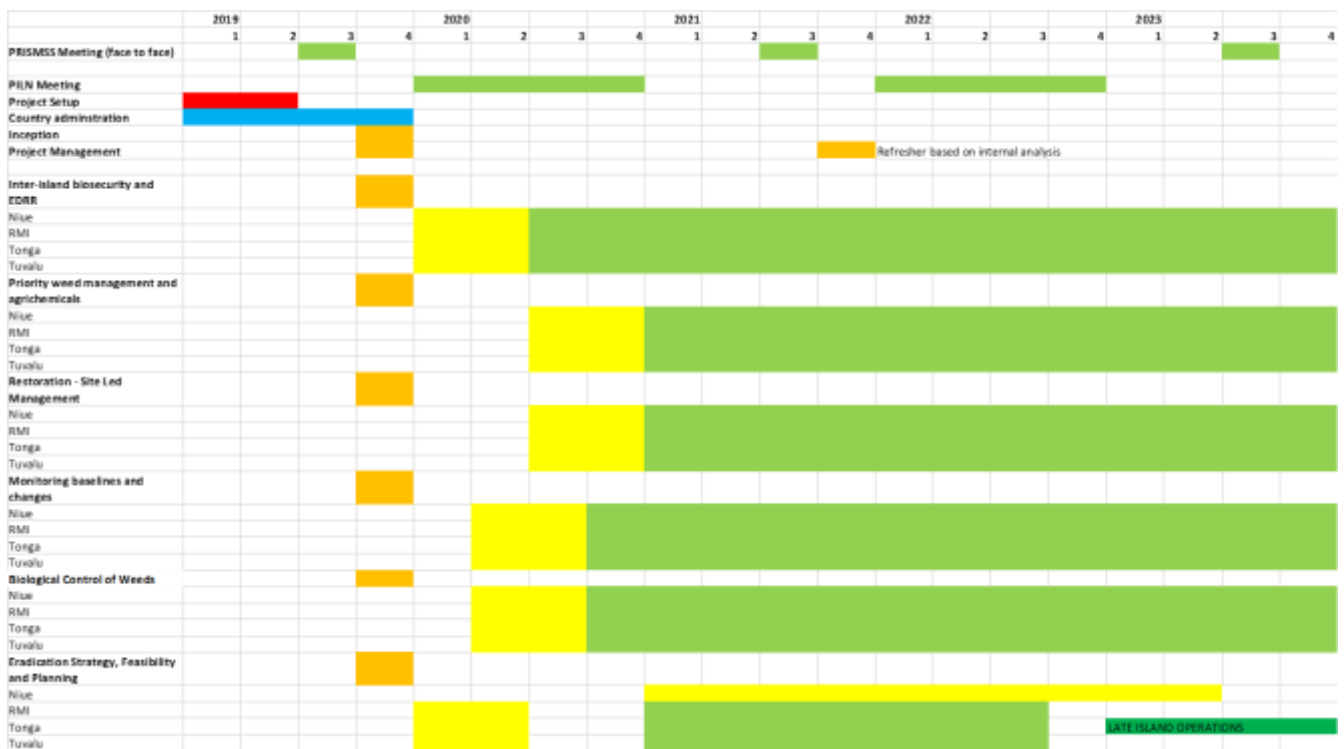 2019 2020 2021 2022 2023
1 2 3 4 1 2 3 4 1 2 3 4 1 2 3 4 1 2 3 4
PRISMSS Meeting (face to face)
PILN Meeting
Project Setup
Country adminstration
Inception
Project Management
Refresher based on internal analysis
Inter-island biosecurity and
EDRR
Niue
RMI
Tonga
Tuvalu
Priority weed management and
agrichemicals
Niue
RMI
Tonga
Tuvalu
Restoration - Site Led
Management
Niue
RMI
Tonga
Tuvalu
Monitoring baselines and
changes
Niue
RMI
Tonga
Tuvalu
Biological Control of Weeds
Niue
RMI
Tonga
Tuvalu
Eradication Strategy, Feasibility
and Planning
Niue
RMI
Tonga
LATE ISLAND OPERATIONS
Tuvalu